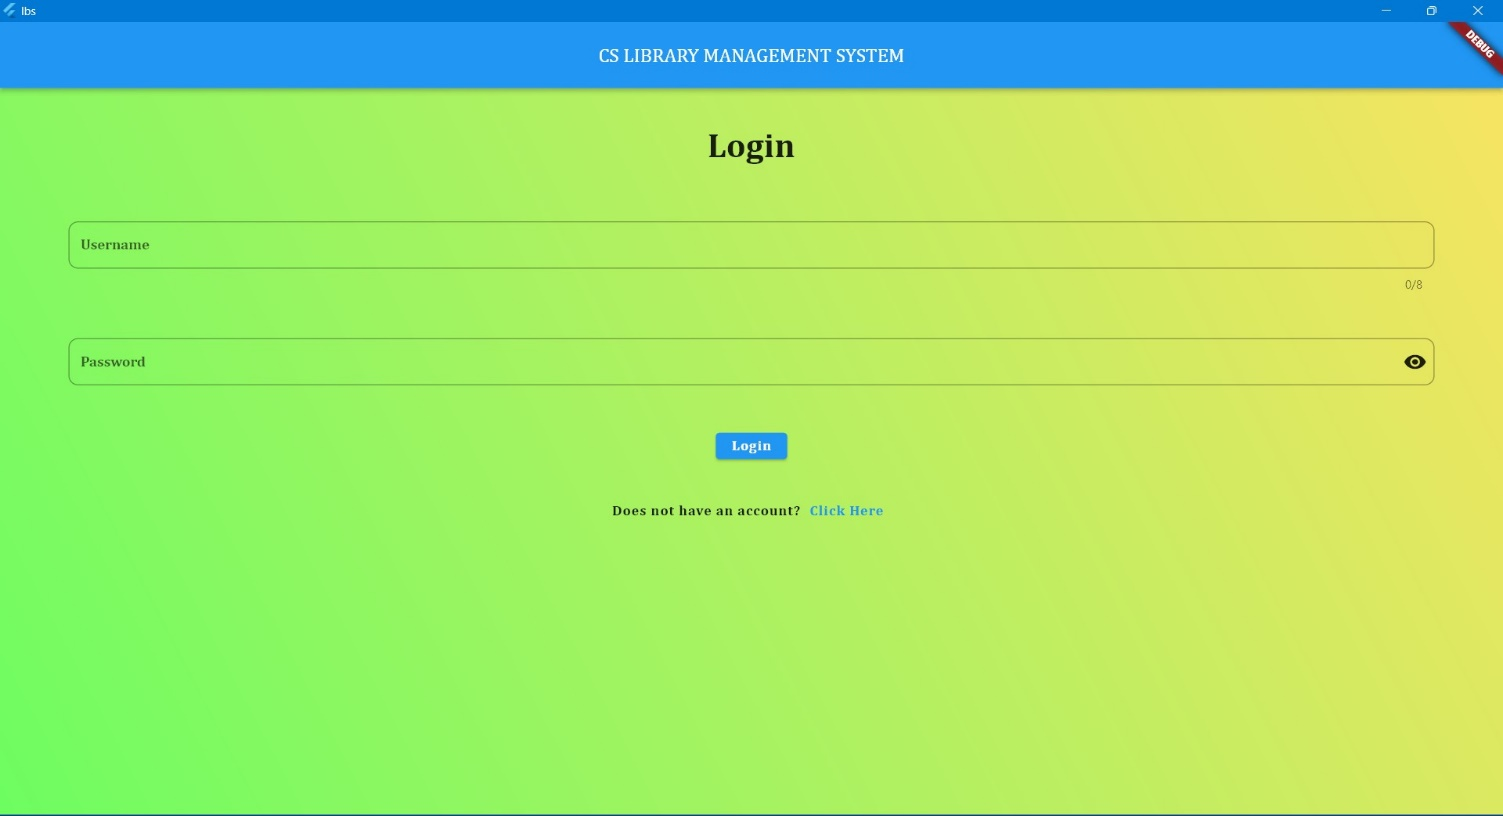 lbs
DEBUG
CS LIBRARY MANAGEMENT SYSTEM
Login
Username
0/8
Password
Login
Does not have an account? Click Here